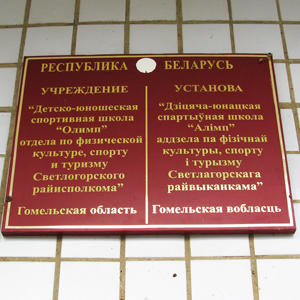 РЕСПУБЛИКА БЕЛАРУСЬ
УЧРЕЖДЕНИЕ
“Детско-юношеская
спортивная школа
“Олимп”
отдела по физической
культуре, спорту
и туризму
Светлогорского
райисполкома”
Гомельская область
УСТАНОВА
“Дзіцяча-юнацкая
спартыўная школа
“Алімп”
аддзела па фізічнай
культуры, спорту
і турызму
Светлагарскага
райвыканкама”
Гомельская вобласць